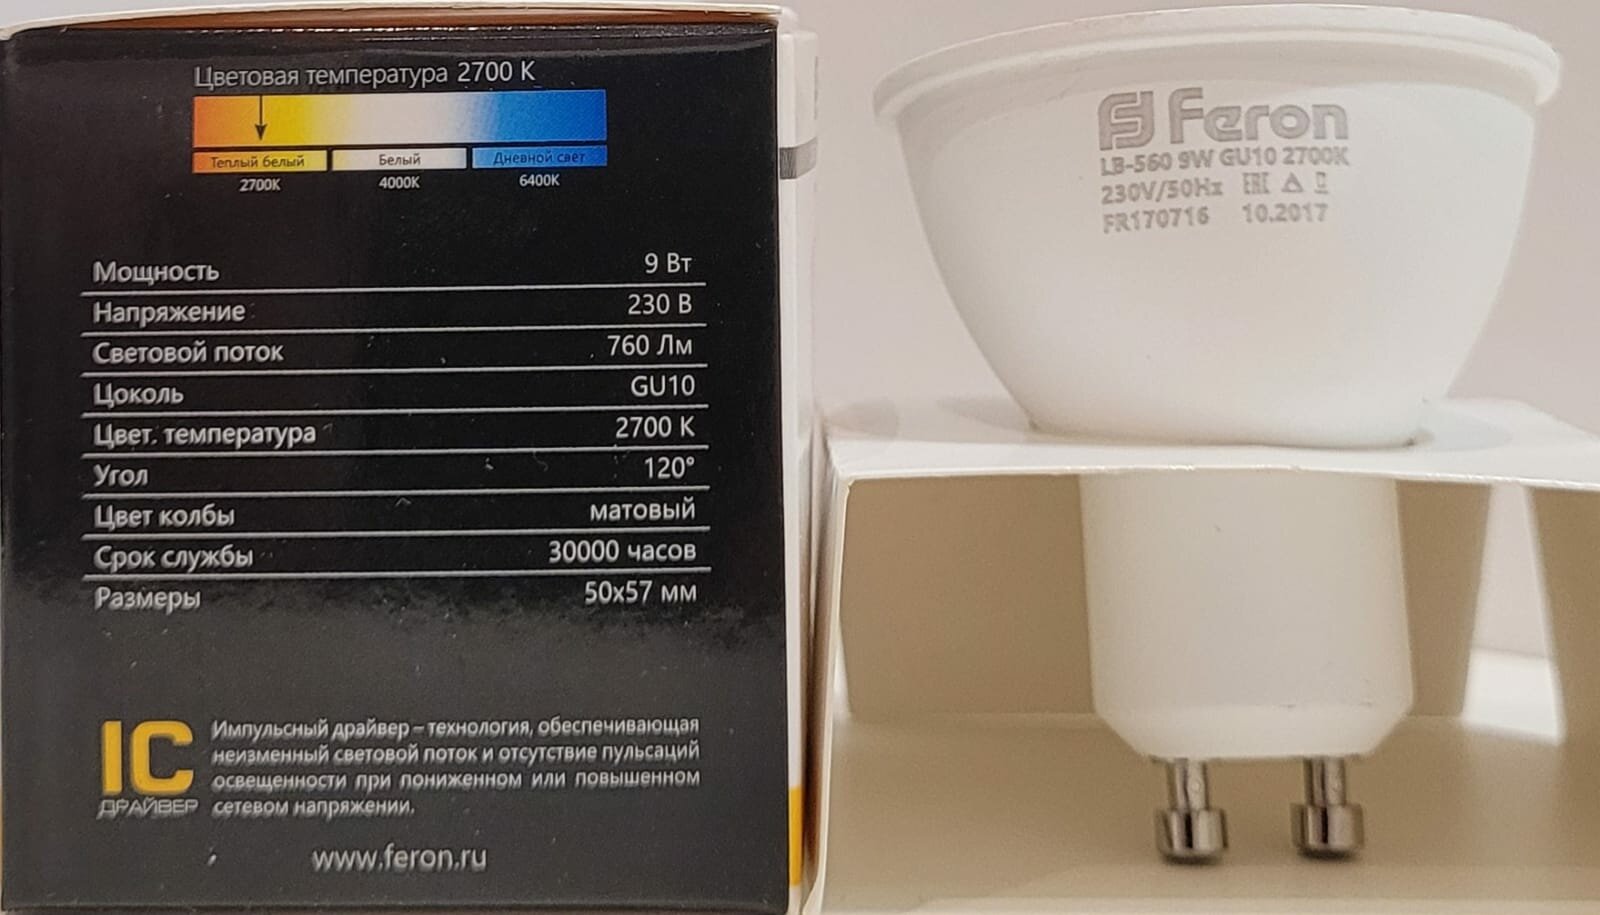 Цветовая температура 2700 K
Теплый белый Белый Дневной свет
2700K 4000K 6400K
Мощность 9 Вт
Напряжение 230 В
Световой поток 760 Лм
Цоколь GU10
Цвет. температура 2700 K
Угол 120°
Цвет колбы матовый
Срок службы 30000 часов
Размеры 50x57 мм
IC
ДРАЙВЕР
Импульсный драйвер – технология, обеспечивающая
неизменный световой поток и отсутствие пульсаций
освещенности при пониженном или повышенном
сетевом напряжении.
www.feron.ru
Feron
LB-560 9W GU10 2700K
230V/50Hz EAC
FR170716 10.2017